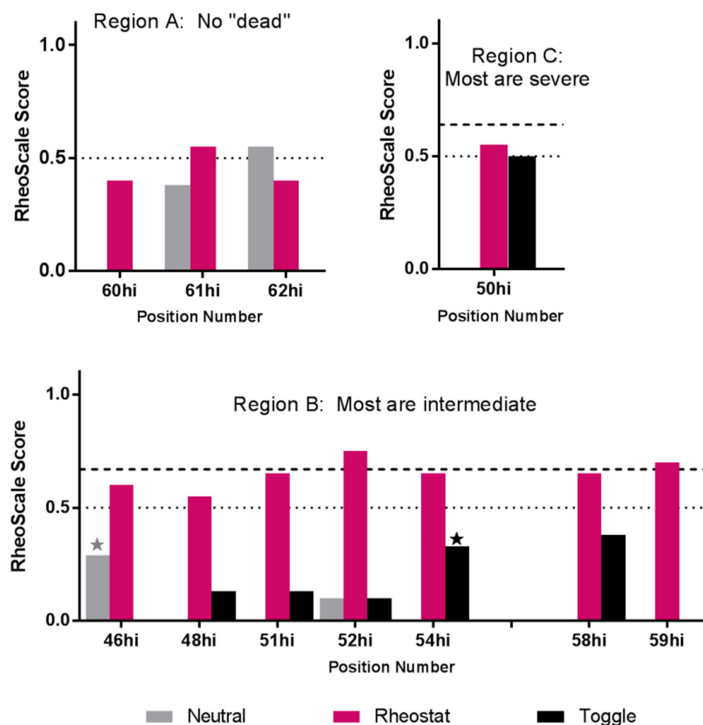 Region A: No "dead"
1.0
0.5
0.0
RheoScale Score
60hi 61hi 62hi
Position Number
Region C:
Most are severe
1.0
0.5
0.0
RheoScale Score
50hi
Position Number
Region B: Most are intermediate
1.0
0.5
0.0
RheoScale Score
46hi 48hi 51hi 52hi 54hi 58hi 59hi
Position Number
Neutral Rheostat Toggle